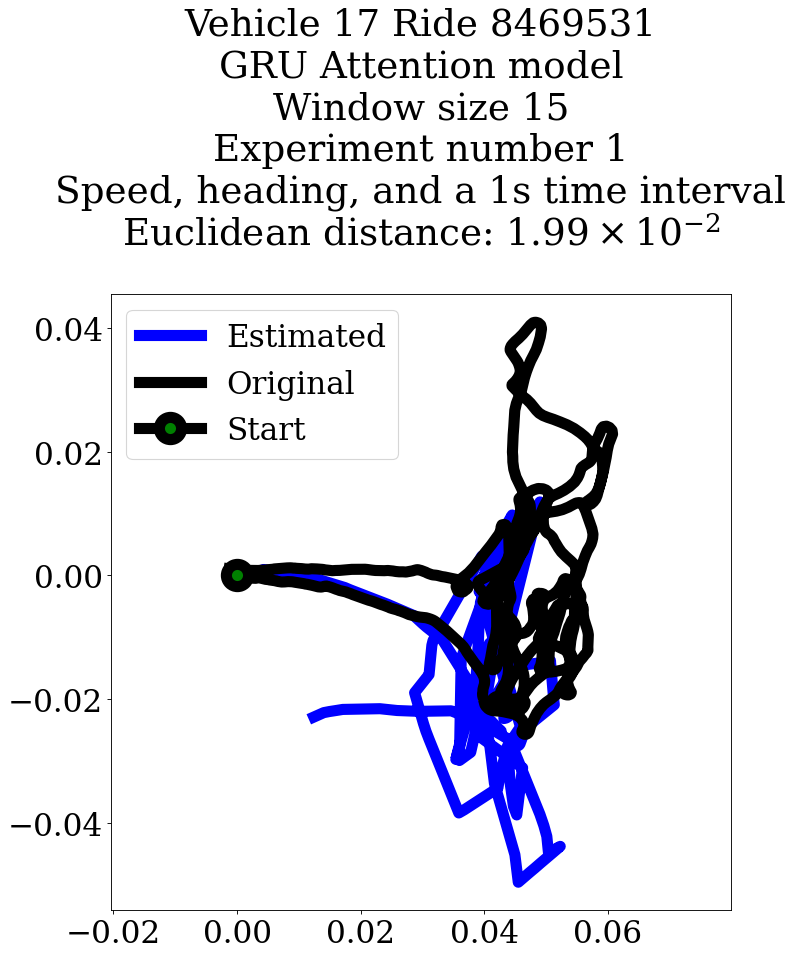 Vehicle 17 Ride 8469531
GRU Attention model
Window size 15
Experiment number 1
Speed, heading, and a 1s time interval
Euclidean distance: 1.99 × 10⁻²
Estimated
Original
Start
0.04
0.02
0.00
−0.02
−0.04
−0.02 0.00 0.02 0.04 0.06